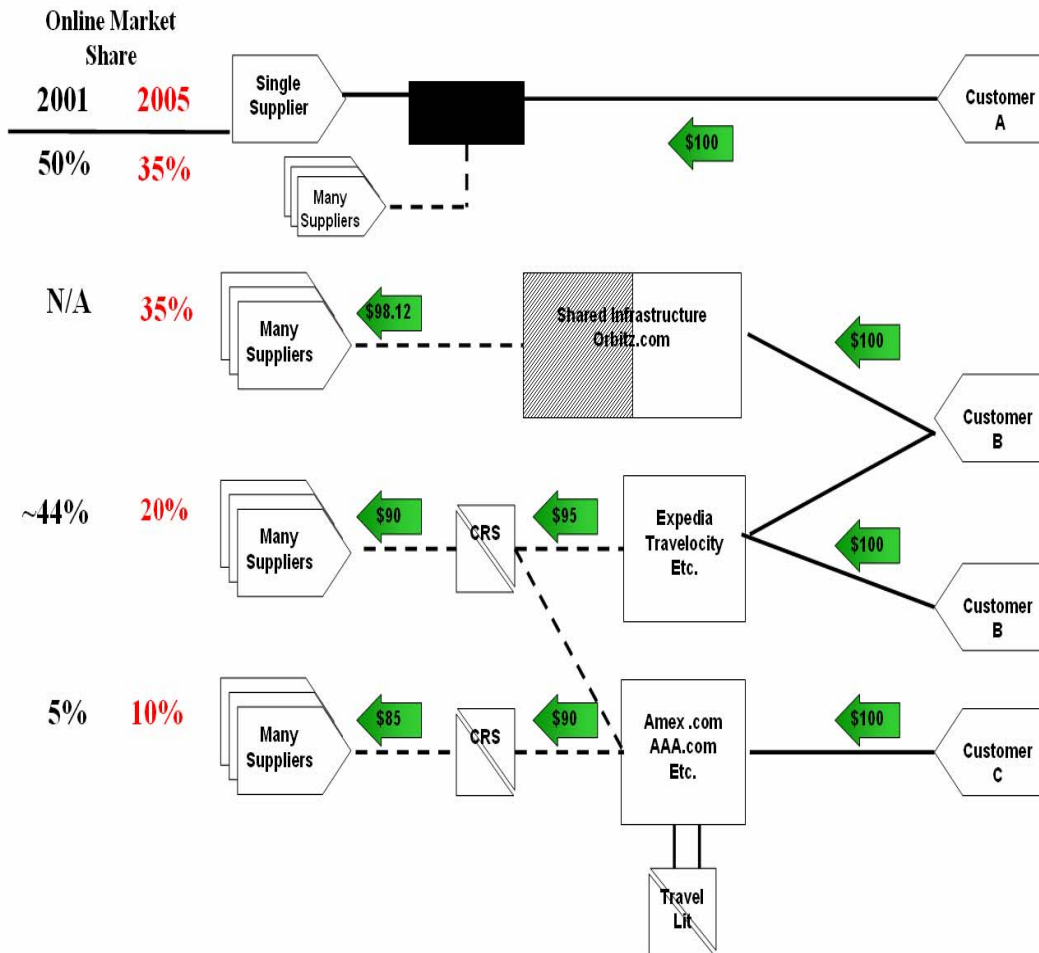 Online Market
Share
2001 2005
Single
Supplier
Customer
A
$100
50% 35%
Many
Suppliers
N/A 35%
$98.12
Many
Suppliers
Shared Infrastructure
Orbitz.com
$100
Customer
B
~44% 20%
$90
$95
Many
Suppliers
CRS
Expedia
Travelocity
Etc.
$100
Customer
B
5% 10%
$85
$90
Many
Suppliers
CRS
Amex .com
AAA.com
Etc.
$100
Customer
C
Travel
Lit